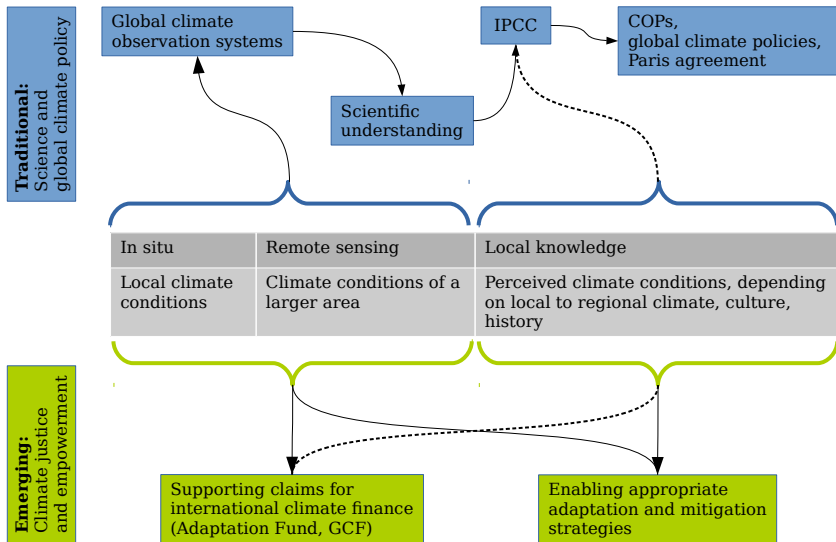 Traditional:
Science and
global climate policy
Global climate
observation systems
Scientific
understanding
IPCC
COPs,
global climate policies,
Paris agreement
In situ
Remote sensing
Local knowledge
Local climate
conditions
Climate conditions of a
larger area
Perceived climate conditions, depending
on local to regional climate, culture,
history
Emerging:
Climate justice
and empowerment
Supporting claims for
international climate finance
(Adaptation Fund, GCF)
Enabling appropriate
adaptation and mitigation
strategies